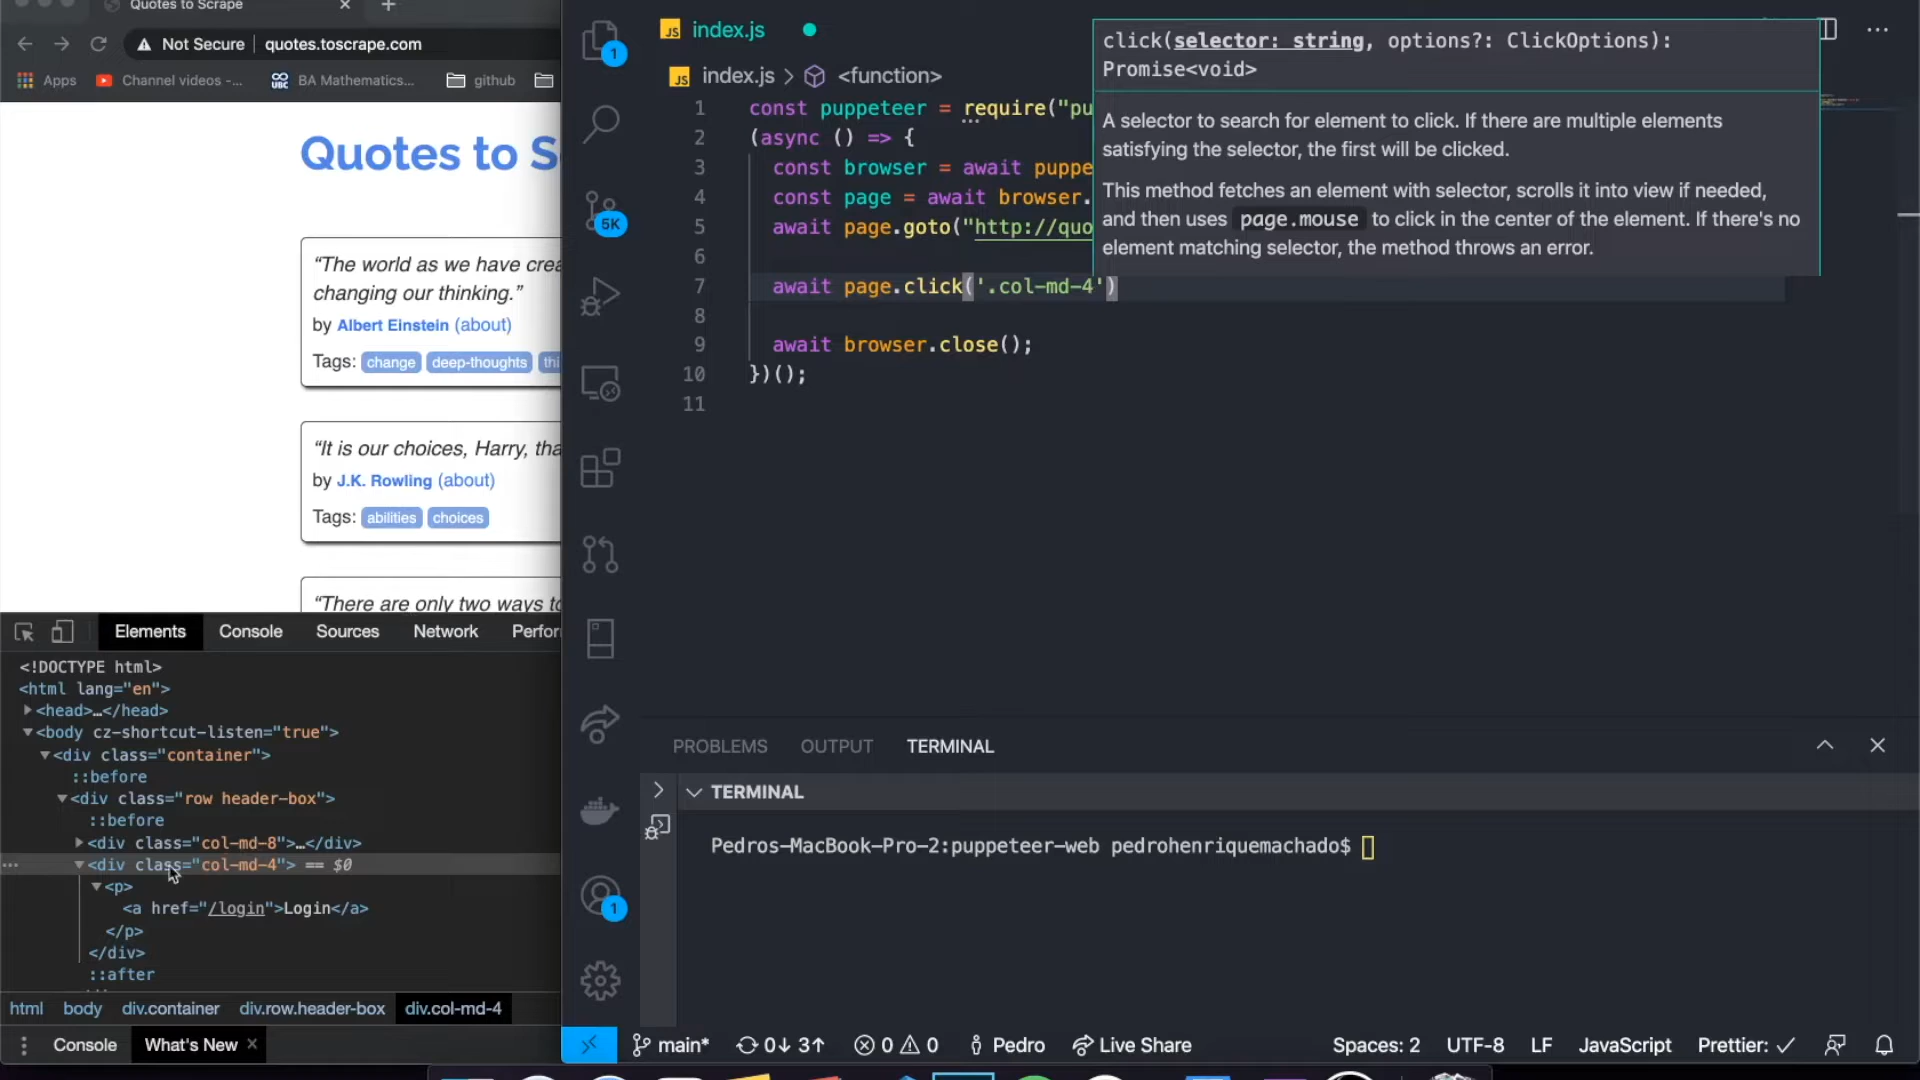 Quotes to Scrape
Not Secure
quotes.toscrape.com
Apps
Channel videos -...
UBC
BA Mathematics...
github
Quotes to S
“The world as we have crea
changing our thinking.”
by Albert Einstein (about)
Tags: change deep-thoughts thi
“It is our choices, Harry, tha
by J.K. Rowling (about)
Tags: abilities choices
“There are only two ways to
Elements Console Sources Network Perfor
<!DOCTYPE html>
<html lang="en">
<head>…</head>
<body cz-shortcut-listen="true">
<div class="container">
::before
<div class="row header-box">
::before
<div class="col-md-8">…</div>
<div class="col-md-4"> == $0
<p>
<a href="/login">Login</a>
</p>
</div>
::after
html body div.container div.row.header-box div.col-md-4
Console What's New
1
5K
1
JS index.js
JS index.js > <function>
1 const puppeteer = require("pu
2 (async () => {
3 const browser = await puppe
4 const page = await browser.
5 await page.goto("http://quo
6
7 await page.click('.col-md-4')
8
9 await browser.close();
10 })();
11
click(selector: string, options?: ClickOptions):
Promise<void>
A selector to search for element to click. If there are multiple elements
satisfying the selector, the first will be clicked.
This method fetches an element with selector, scrolls it into view if needed,
and then uses page.mouse to click in the center of the element. If there's no
element matching selector, the method throws an error.
PROBLEMS OUTPUT TERMINAL
TERMINAL
Pedros-MacBook-Pro-2:puppeteer-web pedrohenriquemachado$
main* 0↓ 3↑ 0 0 Pedro Live Share Spaces: 2 UTF-8 LF JavaScript Prettier: ✓